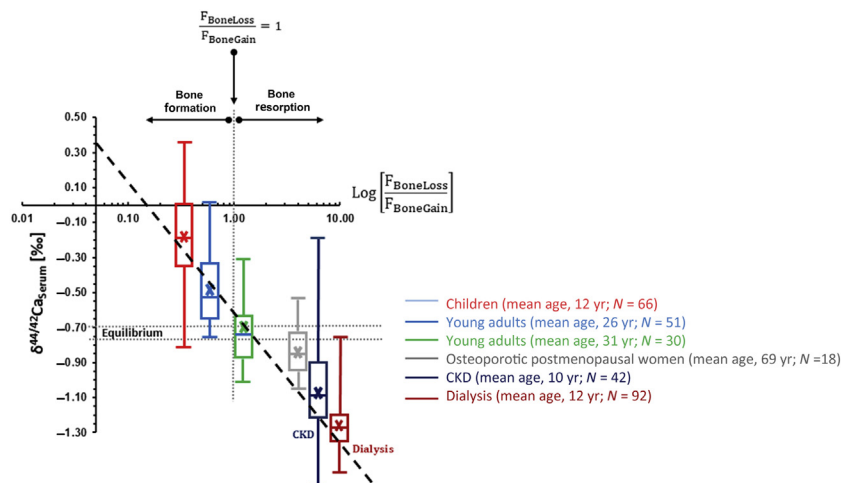 F_BoneLoss / F_BoneGain = 1
Bone formation
Bone resorption
0.50
0.30
0.10
Log [F_BoneLoss / F_BoneGain]
0.01 0.10 1.00 10.00
−0.10
−0.30
−0.50
−0.70
Equilibrium
−0.90
−1.10
−1.30
δ44/42CaSerum [‰]
CKD
Dialysis
Children (mean age, 12 yr; N = 66)
Young adults (mean age, 26 yr; N = 51)
Young adults (mean age, 31 yr; N = 30)
Osteoporotic postmenopausal women (mean age, 69 yr; N =18)
CKD (mean age, 10 yr; N = 42)
Dialysis (mean age, 12 yr; N = 92)